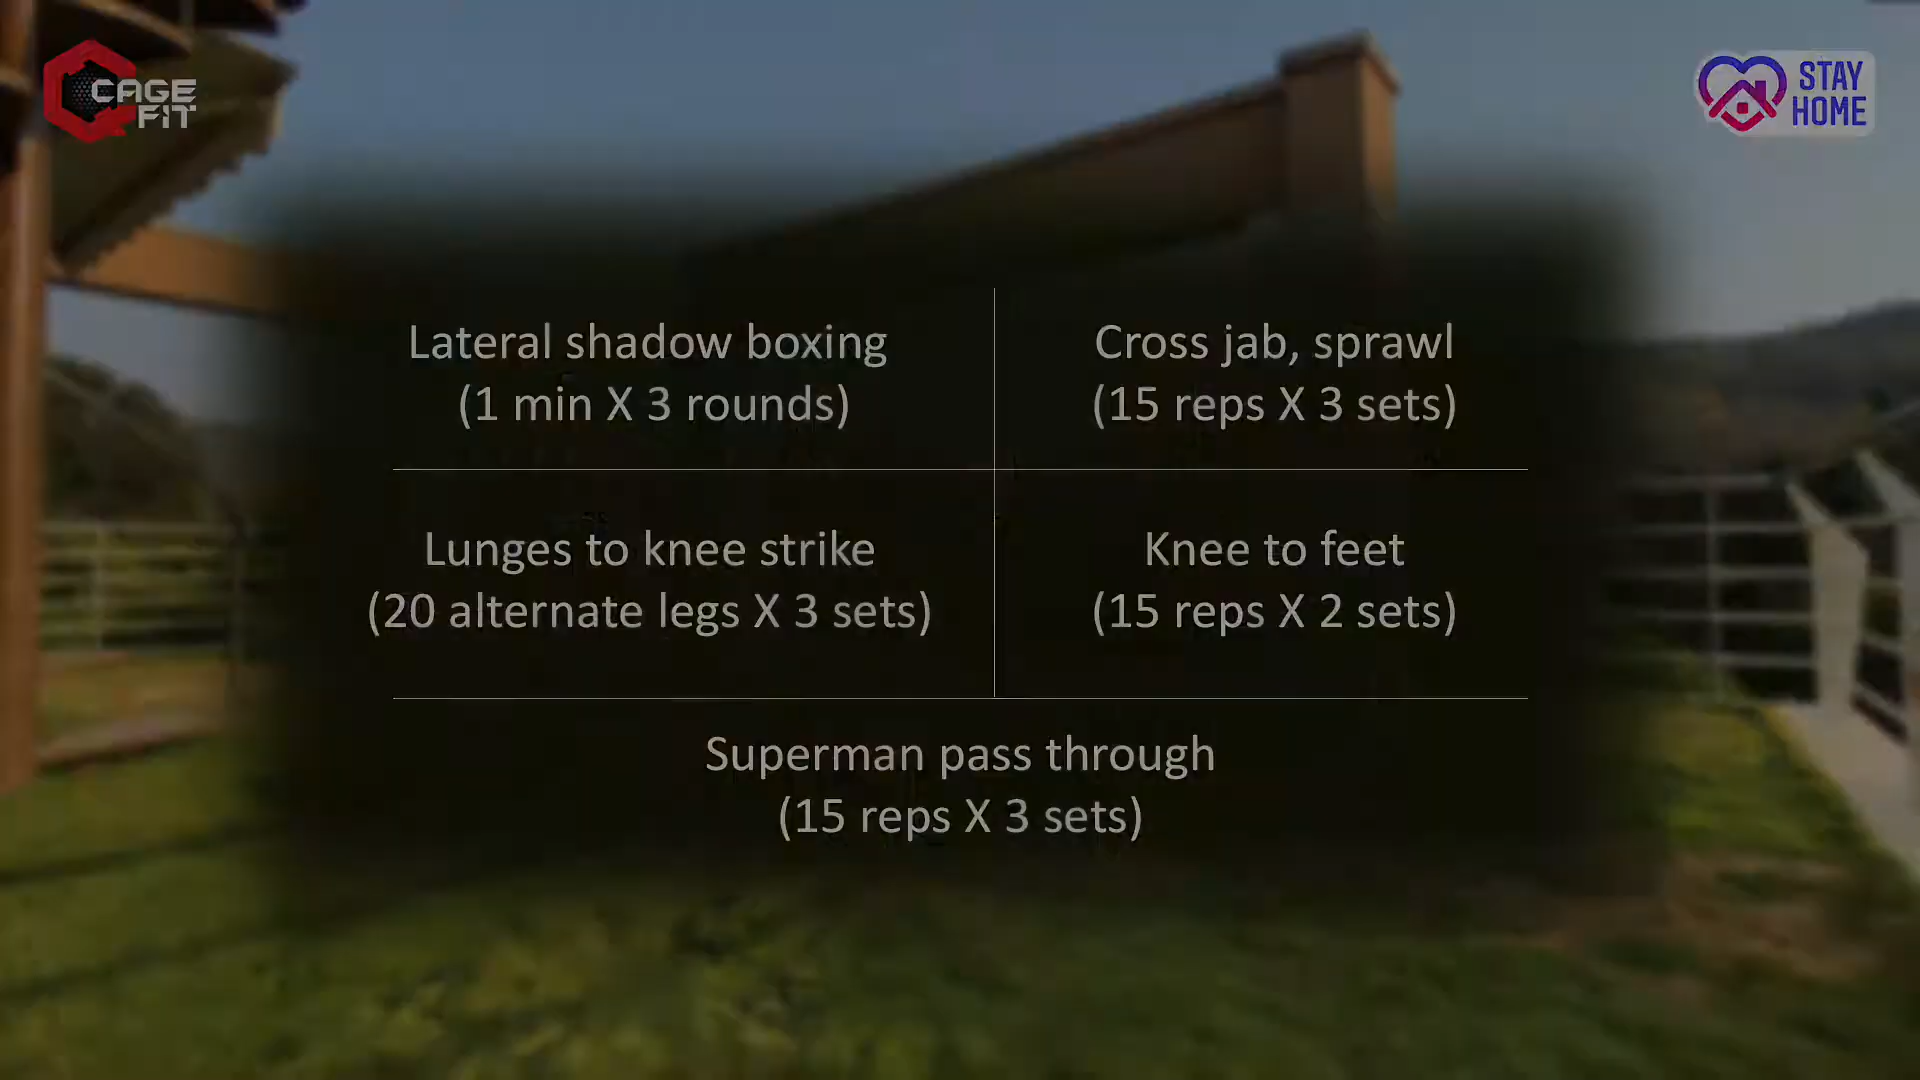 CAGE
FIT
STAY
HOME
Lateral shadow boxing
(1 min X 3 rounds)
Cross jab, sprawl
(15 reps X 3 sets)
Lunges to knee strike
(20 alternate legs X 3 sets)
Knee to feet
(15 reps X 2 sets)
Superman pass through
(15 reps X 3 sets)